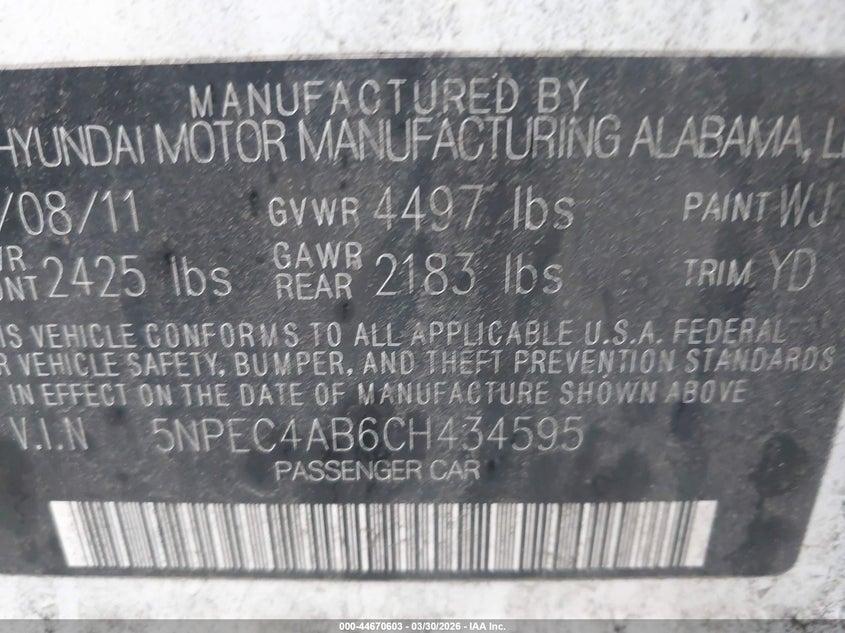 MANUFACTURED BY
HYUNDAI MOTOR MANUFACTURING ALABAMA,
/08/11 GVWR 4497 lbs PAINT WJ
2425 lbs GAWR REAR 2183 lbs TRIM YD
IS VEHICLE CONFORMS TO ALL APPLICABLE U.S.A. FEDERAL
R VEHICLE SAFETY, BUMPER, AND THEFT PREVENTION STANDARDS
IN EFFECT ON THE DATE OF MANUFACTURE SHOWN ABOVE
V.I.N 5NPEC4AB6CH434595
PASSENGER CAR
000-44670603 - 03/30/2026 - IAA Inc.